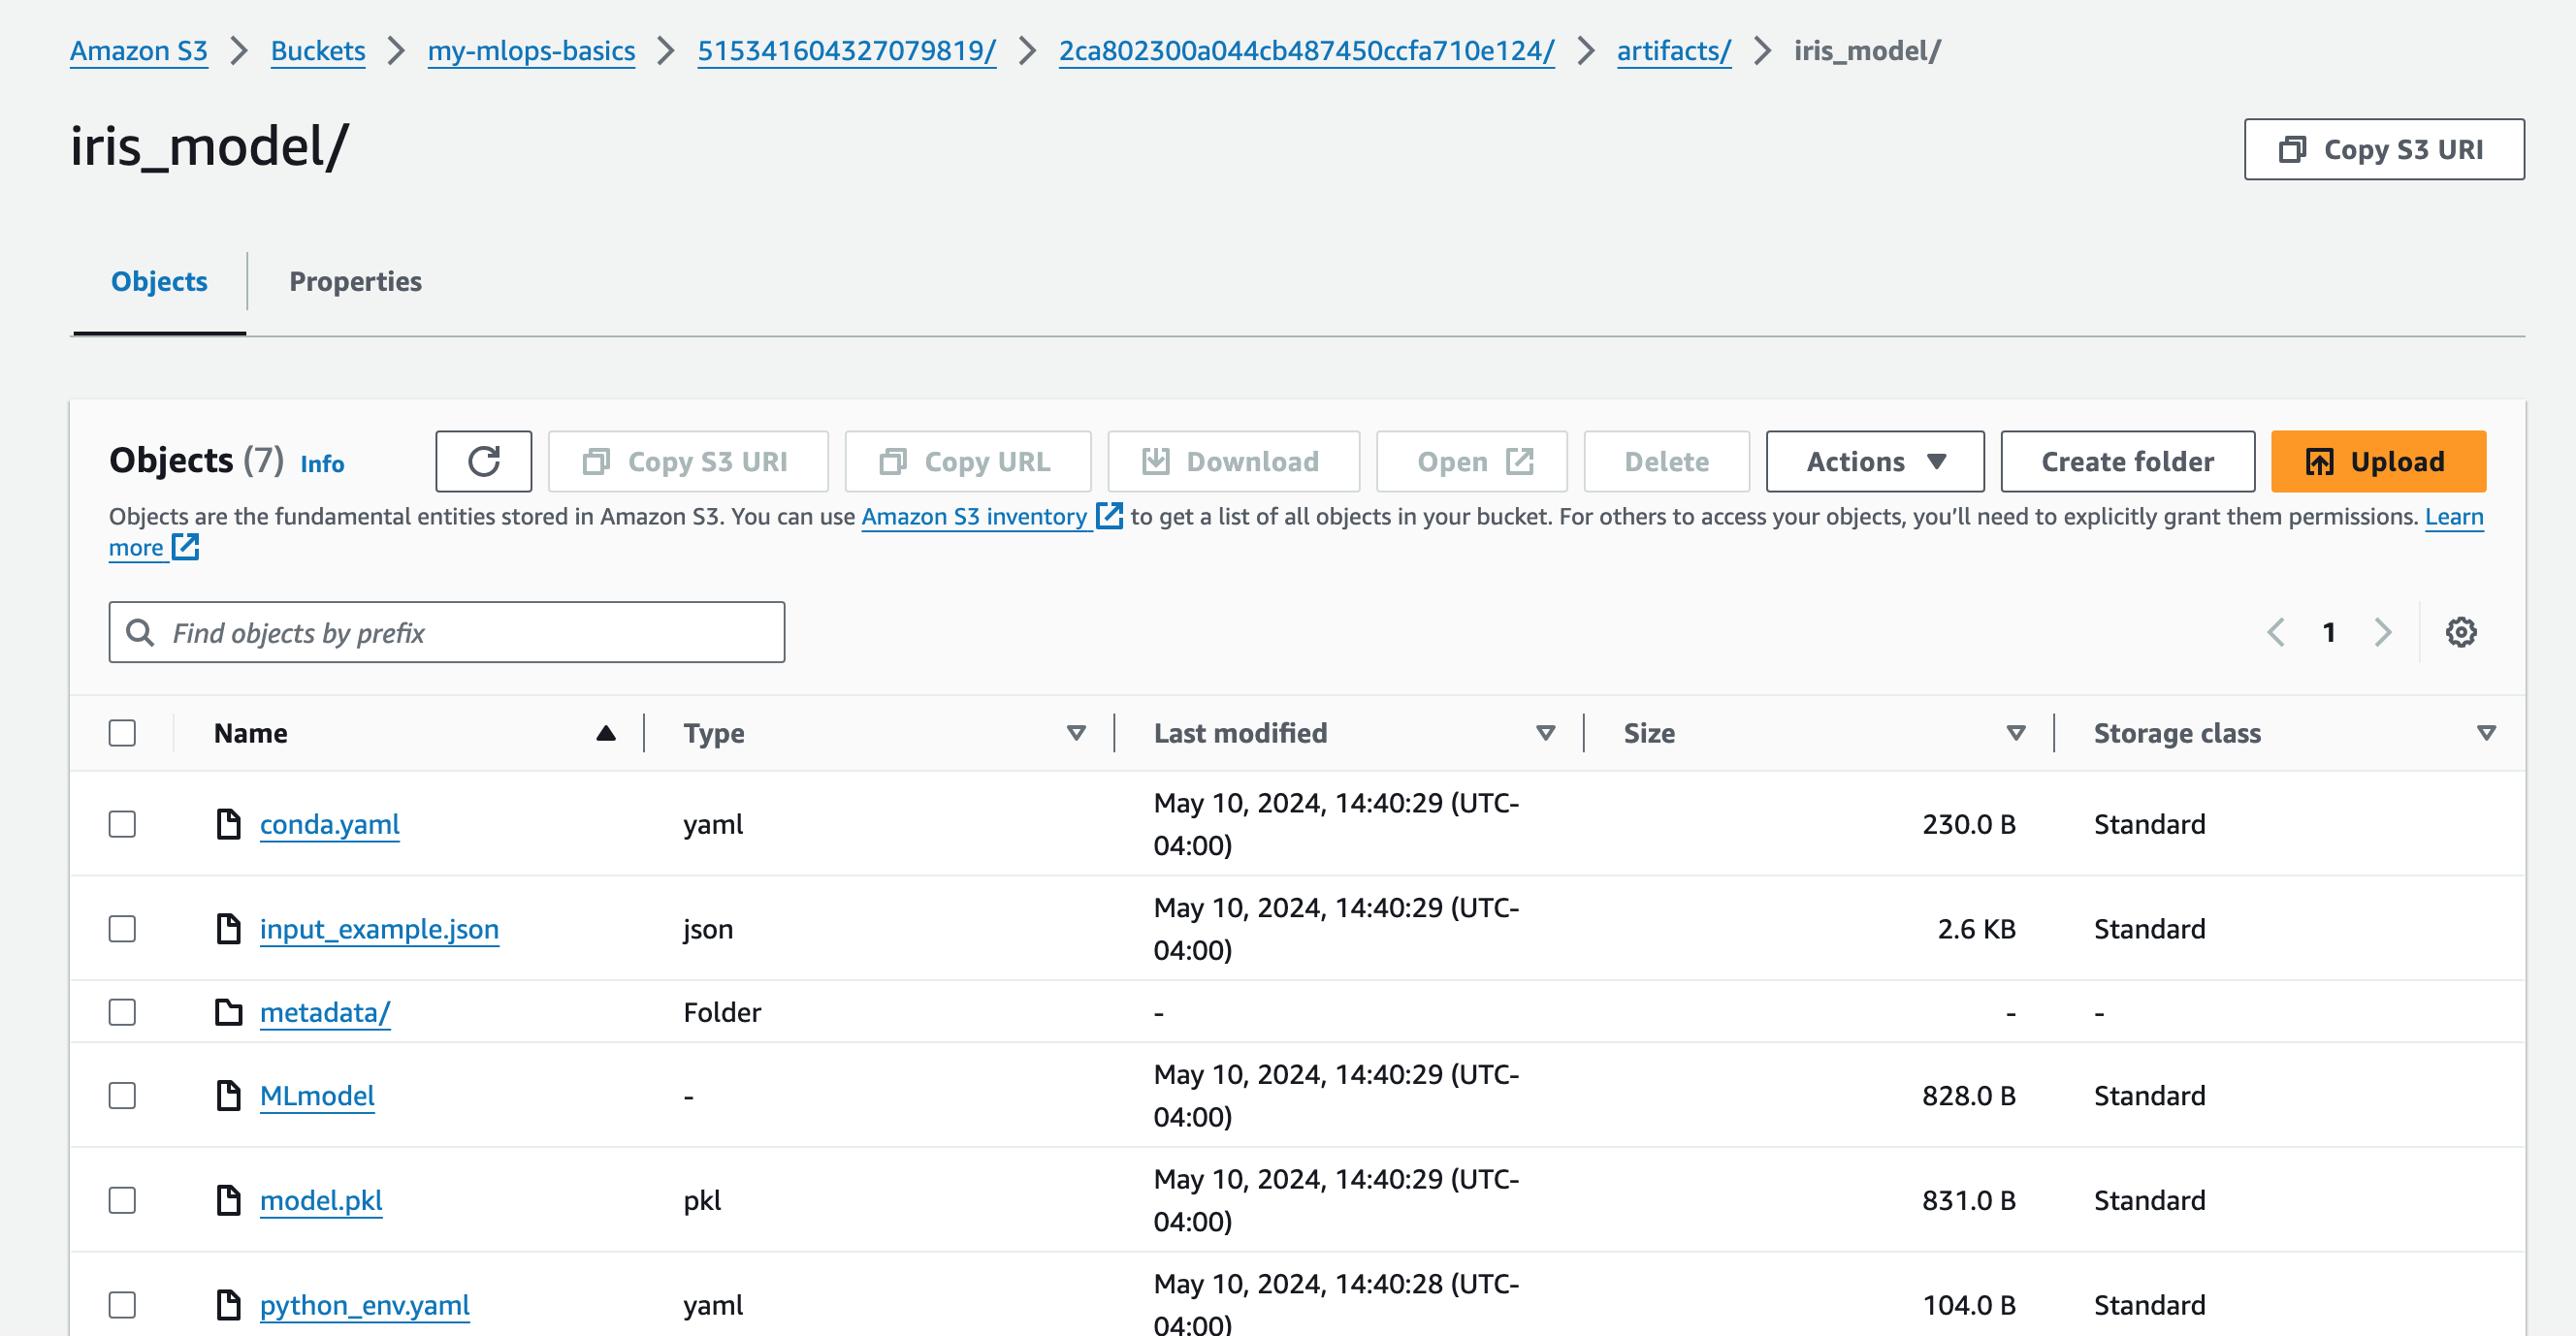 Amazon S3 > Buckets > my-mlops-basics > 515341604327079819/ > 2ca802300a044cb487450ccfa710e124/ > artifacts/ > iris_model/
iris_model/
Copy S3 URI
Objects
Properties
Objects (7) Info
Copy S3 URI
Copy URL
Download
Open
Delete
Actions
Create folder
Upload
Objects are the fundamental entities stored in Amazon S3. You can use Amazon S3 inventory to get a list of all objects in your bucket. For others to access your objects, you’ll need to explicitly grant them permissions. Learn
more
Find objects by prefix
1
Name Type Last modified Size Storage class
conda.yaml yaml May 10, 2024, 14:40:29 (UTC-
04:00) 230.0 B Standard
input_example.json json May 10, 2024, 14:40:29 (UTC-
04:00) 2.6 KB Standard
metadata/ Folder - - -
MLmodel - May 10, 2024, 14:40:29 (UTC-
04:00) 828.0 B Standard
model.pkl pkl May 10, 2024, 14:40:29 (UTC-
04:00) 831.0 B Standard
python_env.yaml yaml May 10, 2024, 14:40:28 (UTC-
04:00) 104.0 B Standard